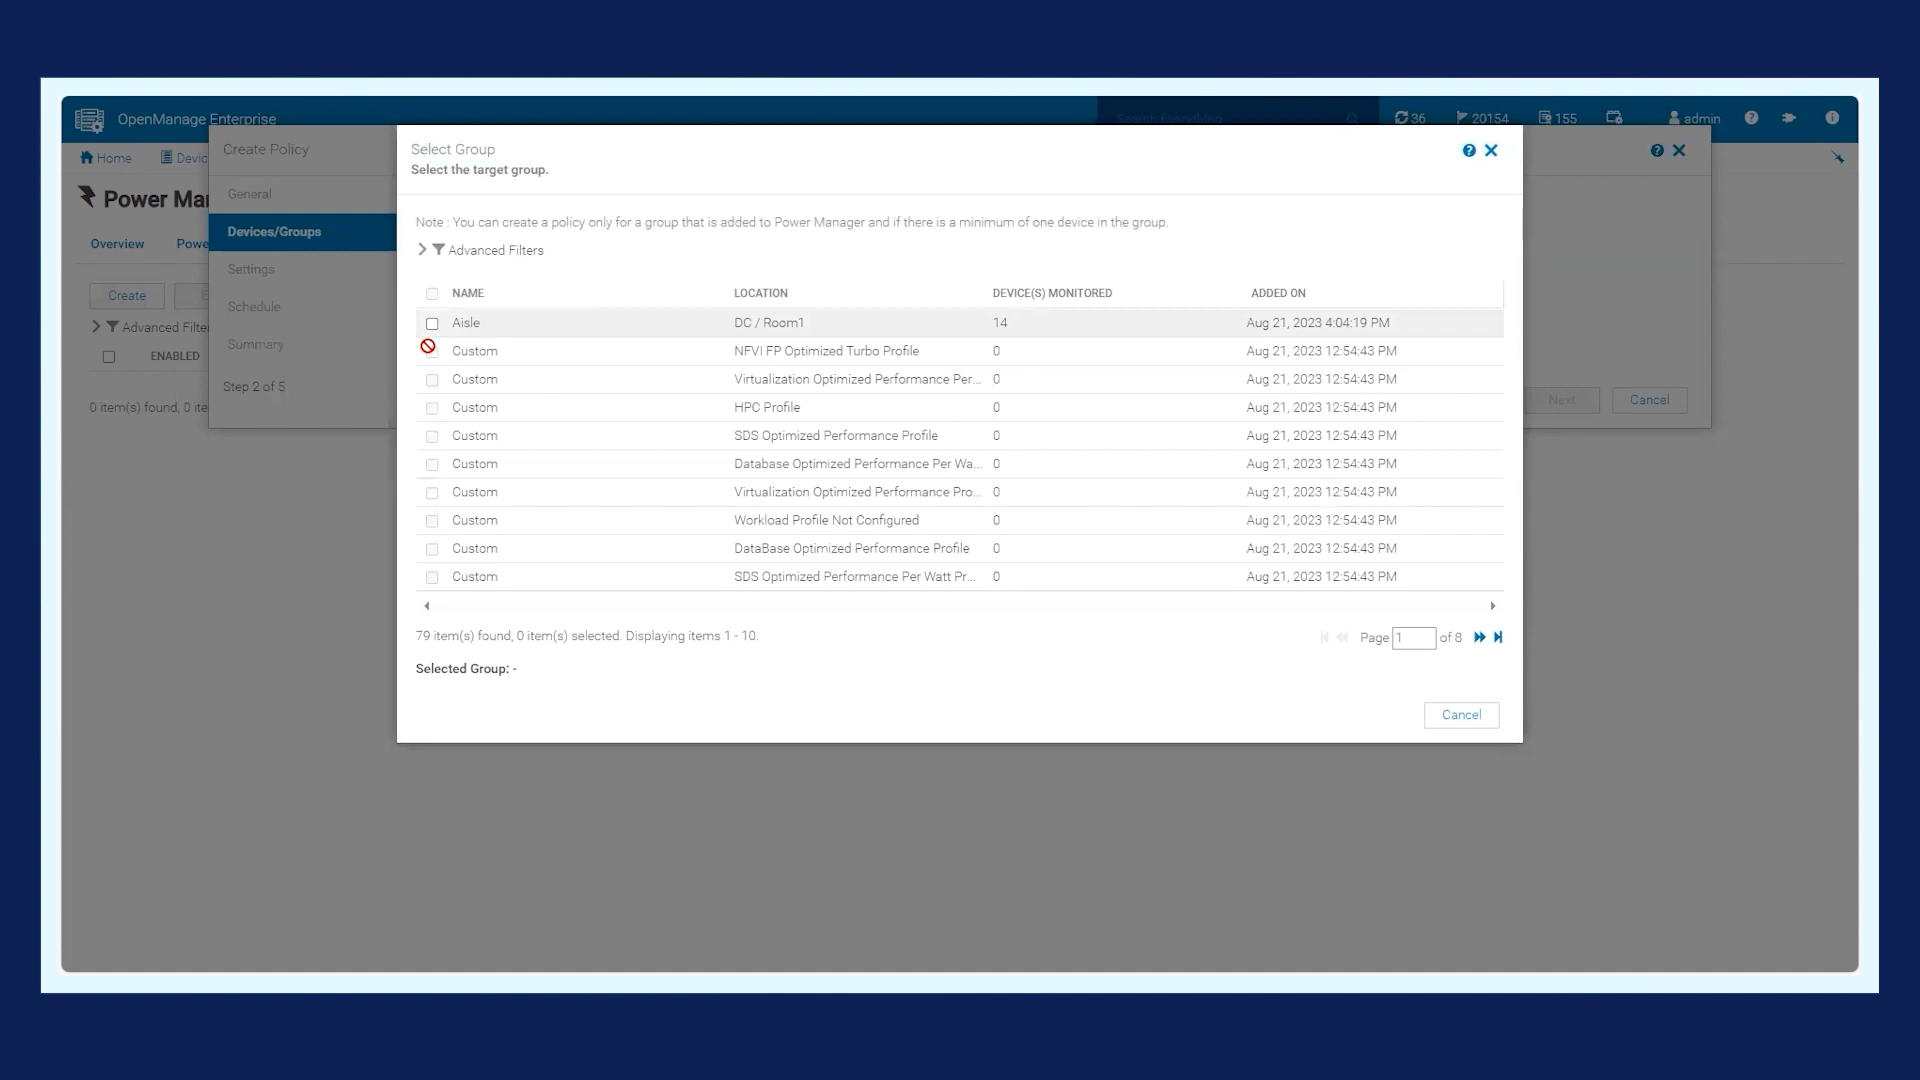 OpenManage Enterprise
Search Everything
36
20154
155
admin
Home
Devic
Power Mar
Overview
Powe
Create
E
Advanced Filte
ENABLED
0 item(s) found, 0 ite
Create Policy
General
Devices/Groups
Settings
Schedule
Summary
Step 2 of 5
Next
Cancel
Select Group
Select the target group.
Note : You can create a policy only for a group that is added to Power Manager and if there is a minimum of one device in the group.
Advanced Filters
NAME LOCATION DEVICE(S) MONITORED ADDED ON
Aisle DC / Room1 14 Aug 21, 2023 4:04:19 PM
Custom NFVI FP Optimized Turbo Profile 0 Aug 21, 2023 12:54:43 PM
Custom Virtualization Optimized Performance Per... 0 Aug 21, 2023 12:54:43 PM
Custom HPC Profile 0 Aug 21, 2023 12:54:43 PM
Custom SDS Optimized Performance Profile 0 Aug 21, 2023 12:54:43 PM
Custom Database Optimized Performance Per Wa... 0 Aug 21, 2023 12:54:43 PM
Custom Virtualization Optimized Performance Pro... 0 Aug 21, 2023 12:54:43 PM
Custom Workload Profile Not Configured 0 Aug 21, 2023 12:54:43 PM
Custom DataBase Optimized Performance Profile 0 Aug 21, 2023 12:54:43 PM
Custom SDS Optimized Performance Per Watt Pr... 0 Aug 21, 2023 12:54:43 PM
79 item(s) found, 0 item(s) selected. Displaying items 1 - 10.
Page 1 of 8
Selected Group: -
Cancel